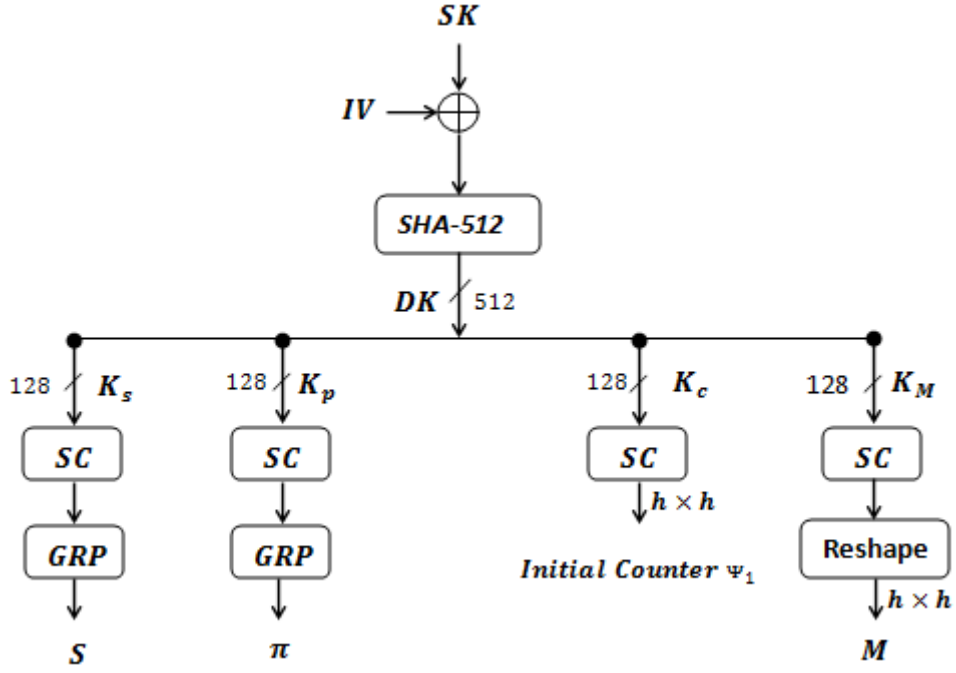 SK
IV
SHA-512
DK 512
128 K_s 128 K_p 128 K_c 128 K_M
SC SC SC SC
h × h
GRP GRP Reshape
Initial Counter Ψ_1
h × h
S π M